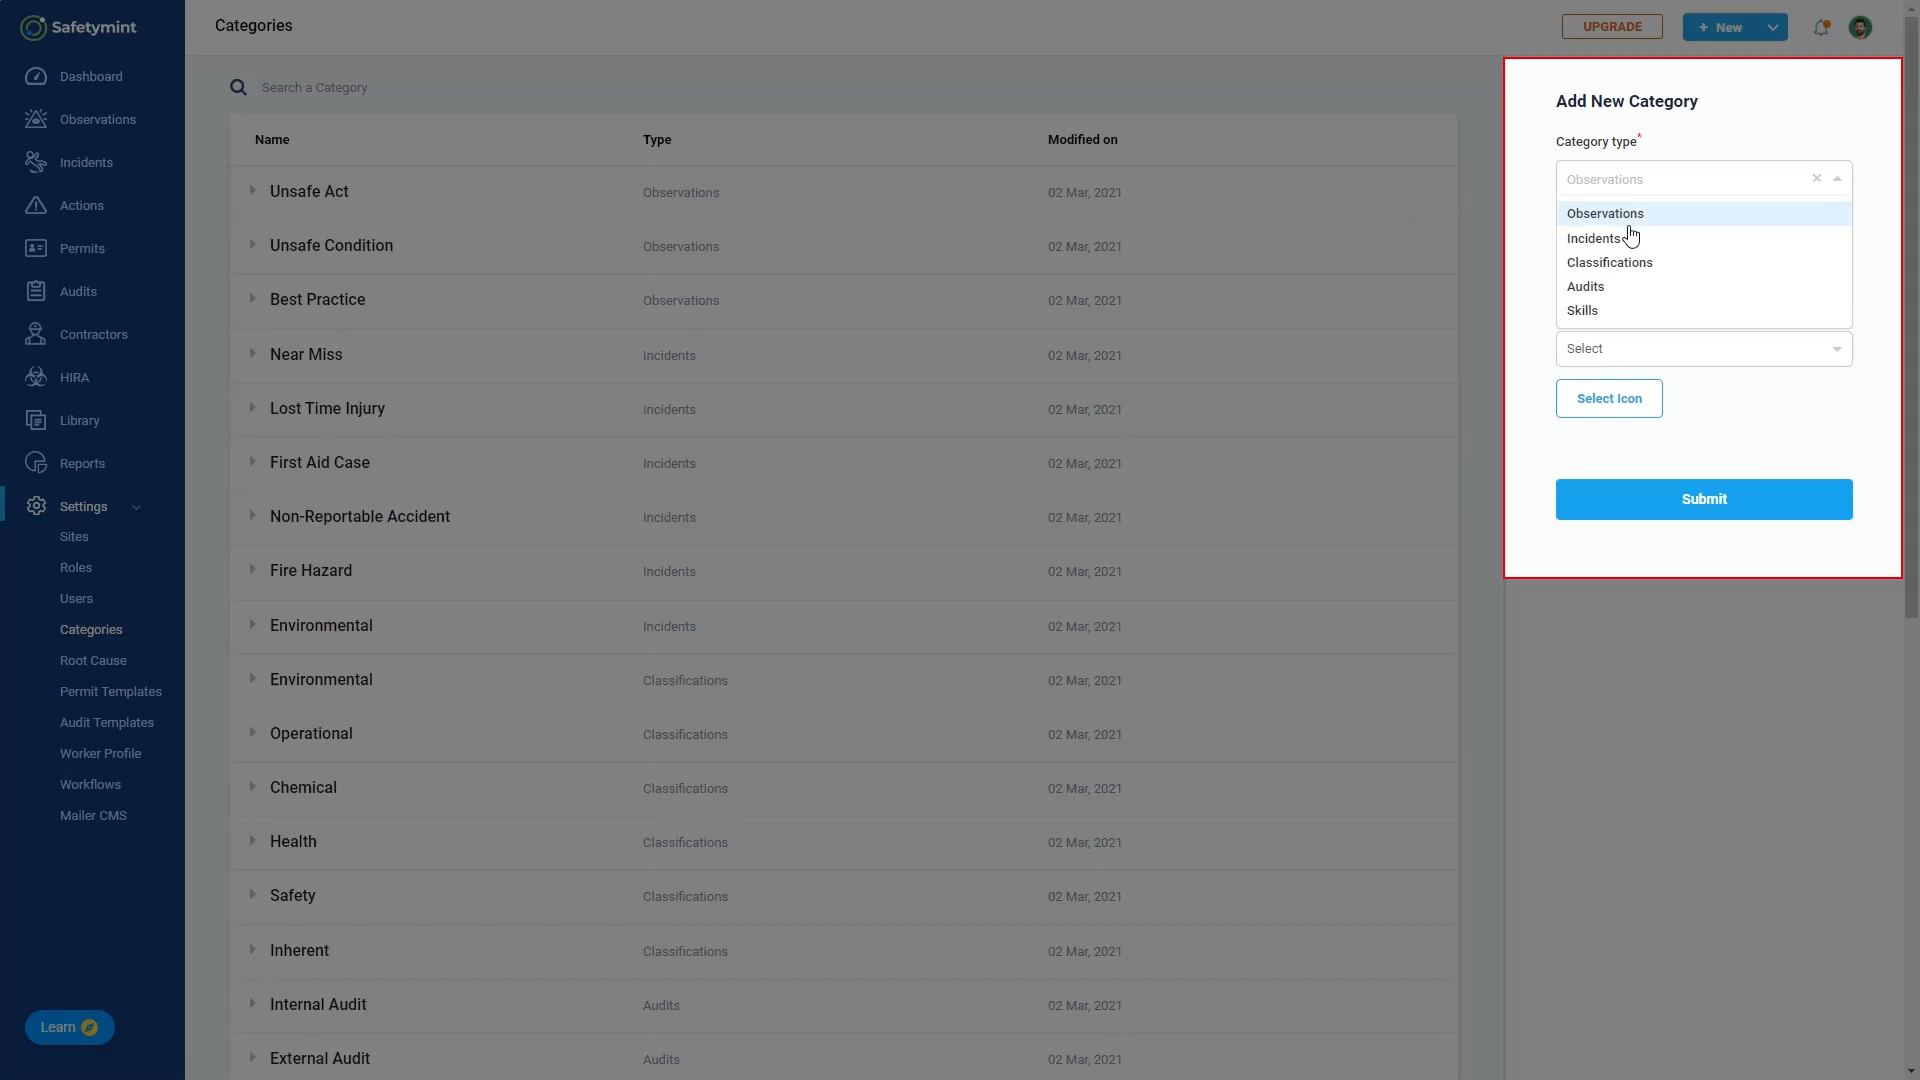 Safetymint
Categories
UPGRADE
+ New
Dashboard
Observations
Incidents
Actions
Permits
Audits
Contractors
HIRA
Library
Reports
Settings
Sites
Roles
Users
Categories
Root Cause
Permit Templates
Audit Templates
Worker Profile
Workflows
Mailer CMS
Learn
Search a Category
Name Type Modified on
Unsafe Act Observations 02 Mar, 2021
Unsafe Condition Observations 02 Mar, 2021
Best Practice Observations 02 Mar, 2021
Near Miss Incidents 02 Mar, 2021
Lost Time Injury Incidents 02 Mar, 2021
First Aid Case Incidents 02 Mar, 2021
Non-Reportable Accident Incidents 02 Mar, 2021
Fire Hazard Incidents 02 Mar, 2021
Environmental Incidents 02 Mar, 2021
Environmental Classifications 02 Mar, 2021
Operational Classifications 02 Mar, 2021
Chemical Classifications 02 Mar, 2021
Health Classifications 02 Mar, 2021
Safety Classifications 02 Mar, 2021
Inherent Classifications 02 Mar, 2021
Internal Audit Audits 02 Mar, 2021
External Audit Audits 02 Mar, 2021
Add New Category
Category type*
Observations
Observations
Incidents
Classifications
Audits
Skills
Select
Select Icon
Submit